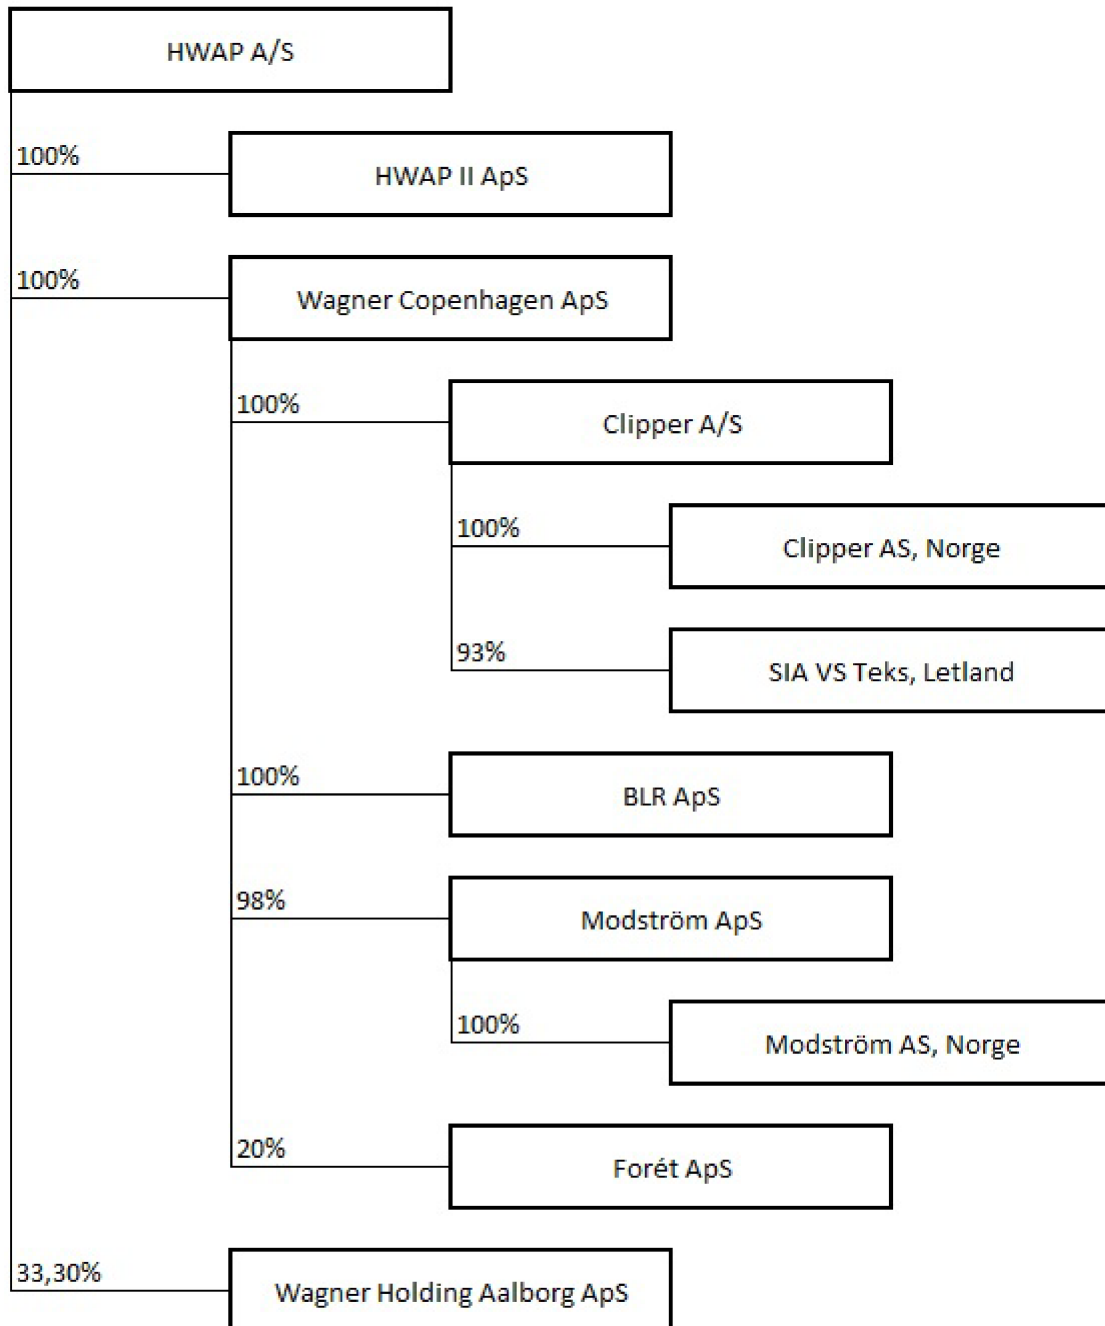 HWAP A/S
100%
HWAP II ApS
100%
Wagner Copenhagen ApS
100%
Clipper A/S
100%
Clipper AS, Norge
93%
SIA VS Teks, Letland
100%
BLR ApS
98%
Modström ApS
100%
Modström AS, Norge
20%
Forét ApS
33,30%
Wagner Holding Aalborg ApS